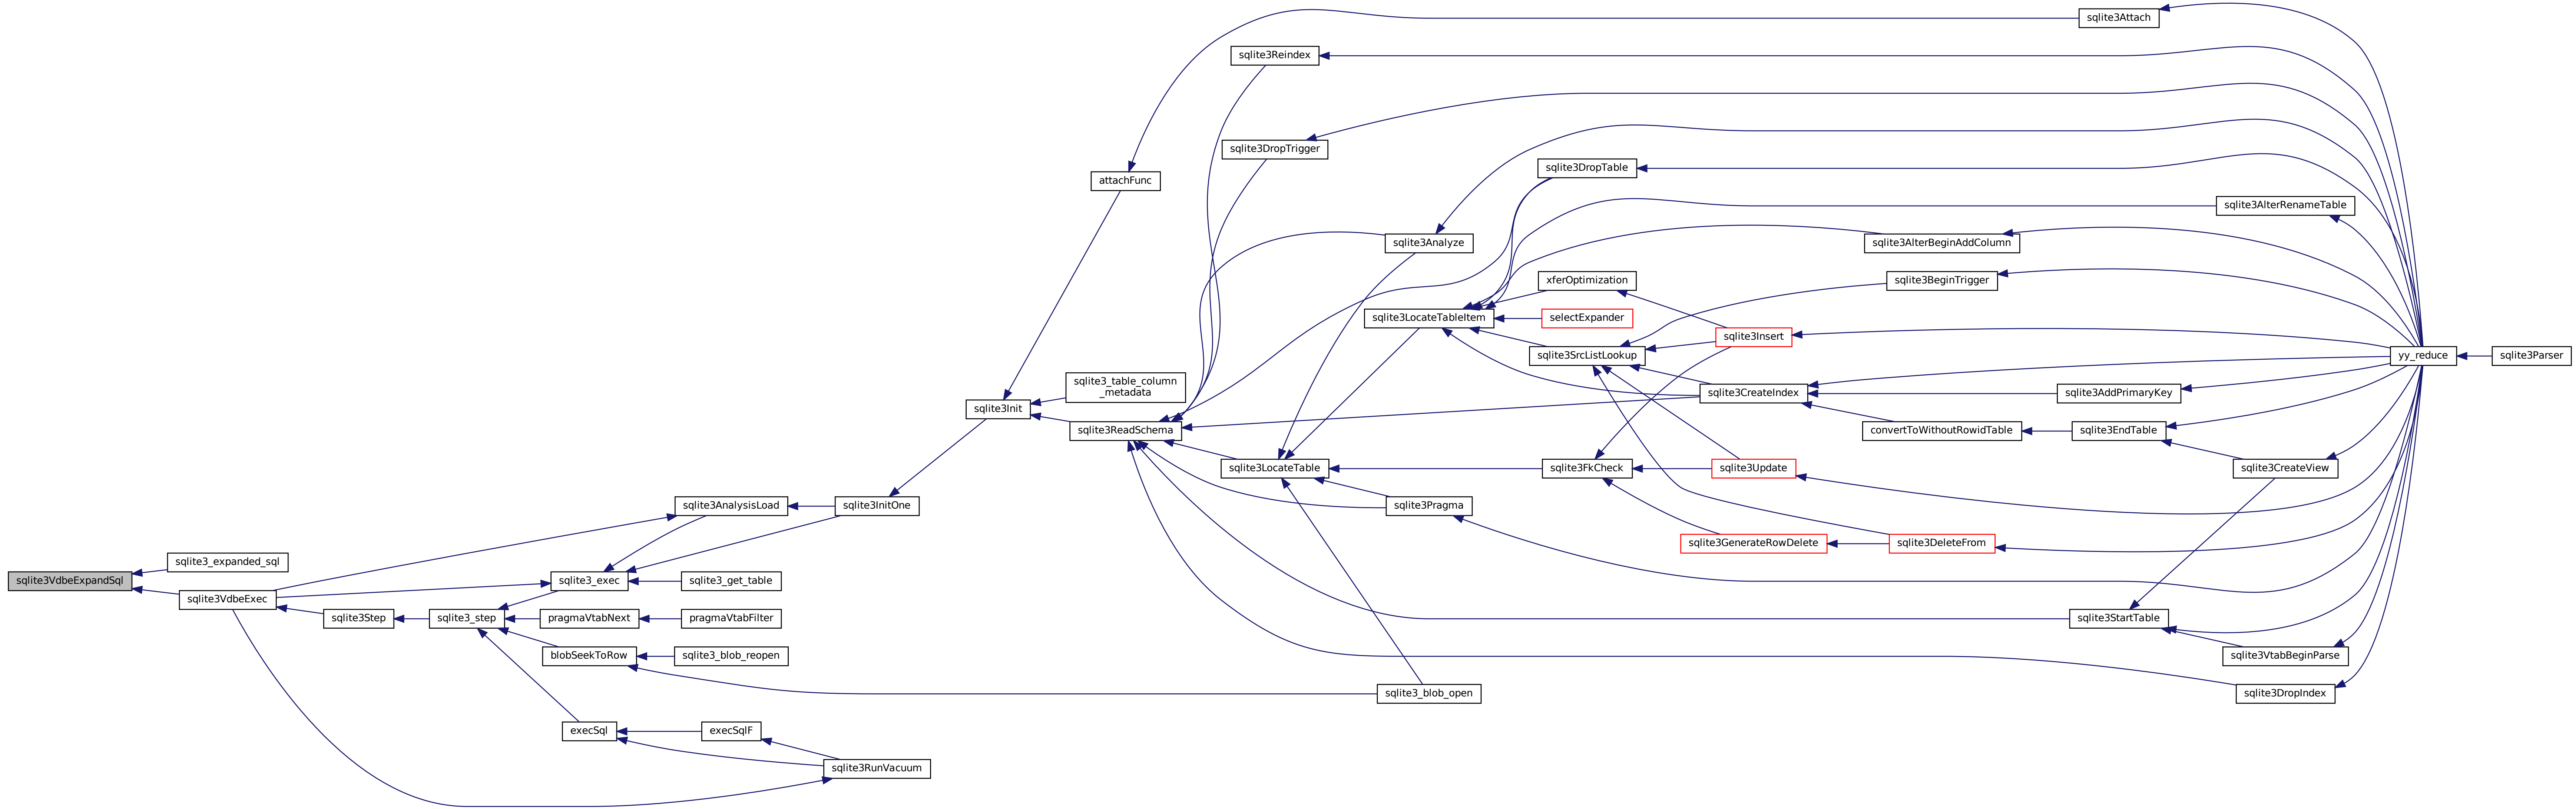 sqlite3VdbeExpandSql
sqlite3_expanded_sql
sqlite3VdbeExec
sqlite3Step
sqlite3_step
sqlite3_exec
pragmaVtabNext
blobSeekToRow
execSql
sqlite3AnalysisLoad
sqlite3_get_table
pragmaVtabFilter
sqlite3_blob_reopen
execSqlF
sqlite3InitOne
sqlite3RunVacuum
sqlite3Init
attachFunc
sqlite3_table_column
_metadata
sqlite3ReadSchema
sqlite3Reindex
sqlite3DropTrigger
sqlite3LocateTable
sqlite3Analyze
sqlite3LocateTableItem
sqlite3Pragma
sqlite3_blob_open
sqlite3DropTable
xferOptimization
selectExpander
sqlite3SrcListLookup
sqlite3FkCheck
sqlite3Insert
sqlite3CreateIndex
sqlite3Update
sqlite3GenerateRowDelete
sqlite3AlterBeginAddColumn
sqlite3BeginTrigger
convertToWithoutRowidTable
sqlite3DeleteFrom
sqlite3Attach
sqlite3AddPrimaryKey
sqlite3EndTable
sqlite3StartTable
sqlite3AlterRenameTable
sqlite3CreateView
sqlite3VtabBeginParse
sqlite3DropIndex
yy_reduce
sqlite3Parser